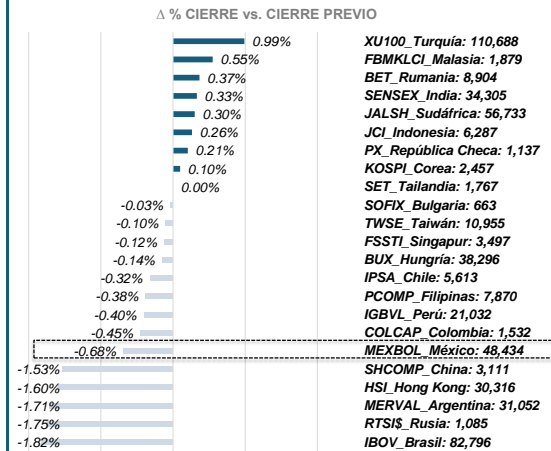 Δ % CIERRE vs. CIERRE PREVIO
0.99% XU100_Turquía: 110,688
0.55% FBMKLCI_Malasia: 1,879
0.37% BET_Rumania: 8,904
0.33% SENSEX_India: 34,305
0.30% JALSH_Sudáfrica: 56,733
0.26% JCI_Indonesia: 6,287
0.21% PX_República Checa: 1,137
0.10% KOSPI_Corea: 2,457
0.00% SET_Tailandia: 1,767
-0.03% SOFIX_Bulgaria: 663
-0.10% TWSE_Taiwán: 10,955
-0.12% FSSTI_Singapur: 3,497
-0.14% BUX_Hungría: 38,296
-0.32% IPSA_Chile: 5,613
-0.38% PCOMP_Filipinas: 7,870
-0.40% IGBVL_Perú: 21,032
-0.45% COLCAP_Colombia: 1,532
-0.68% MEXBOL_México: 48,434
-1.53% SHCOMP_China: 3,111
-1.60% HSI_Hong Kong: 30,316
-1.71% MERVAL_Argentina: 31,052
-1.75% RTSI$_Rusia: 1,085
-1.82% IBOV_Brasil: 82,796